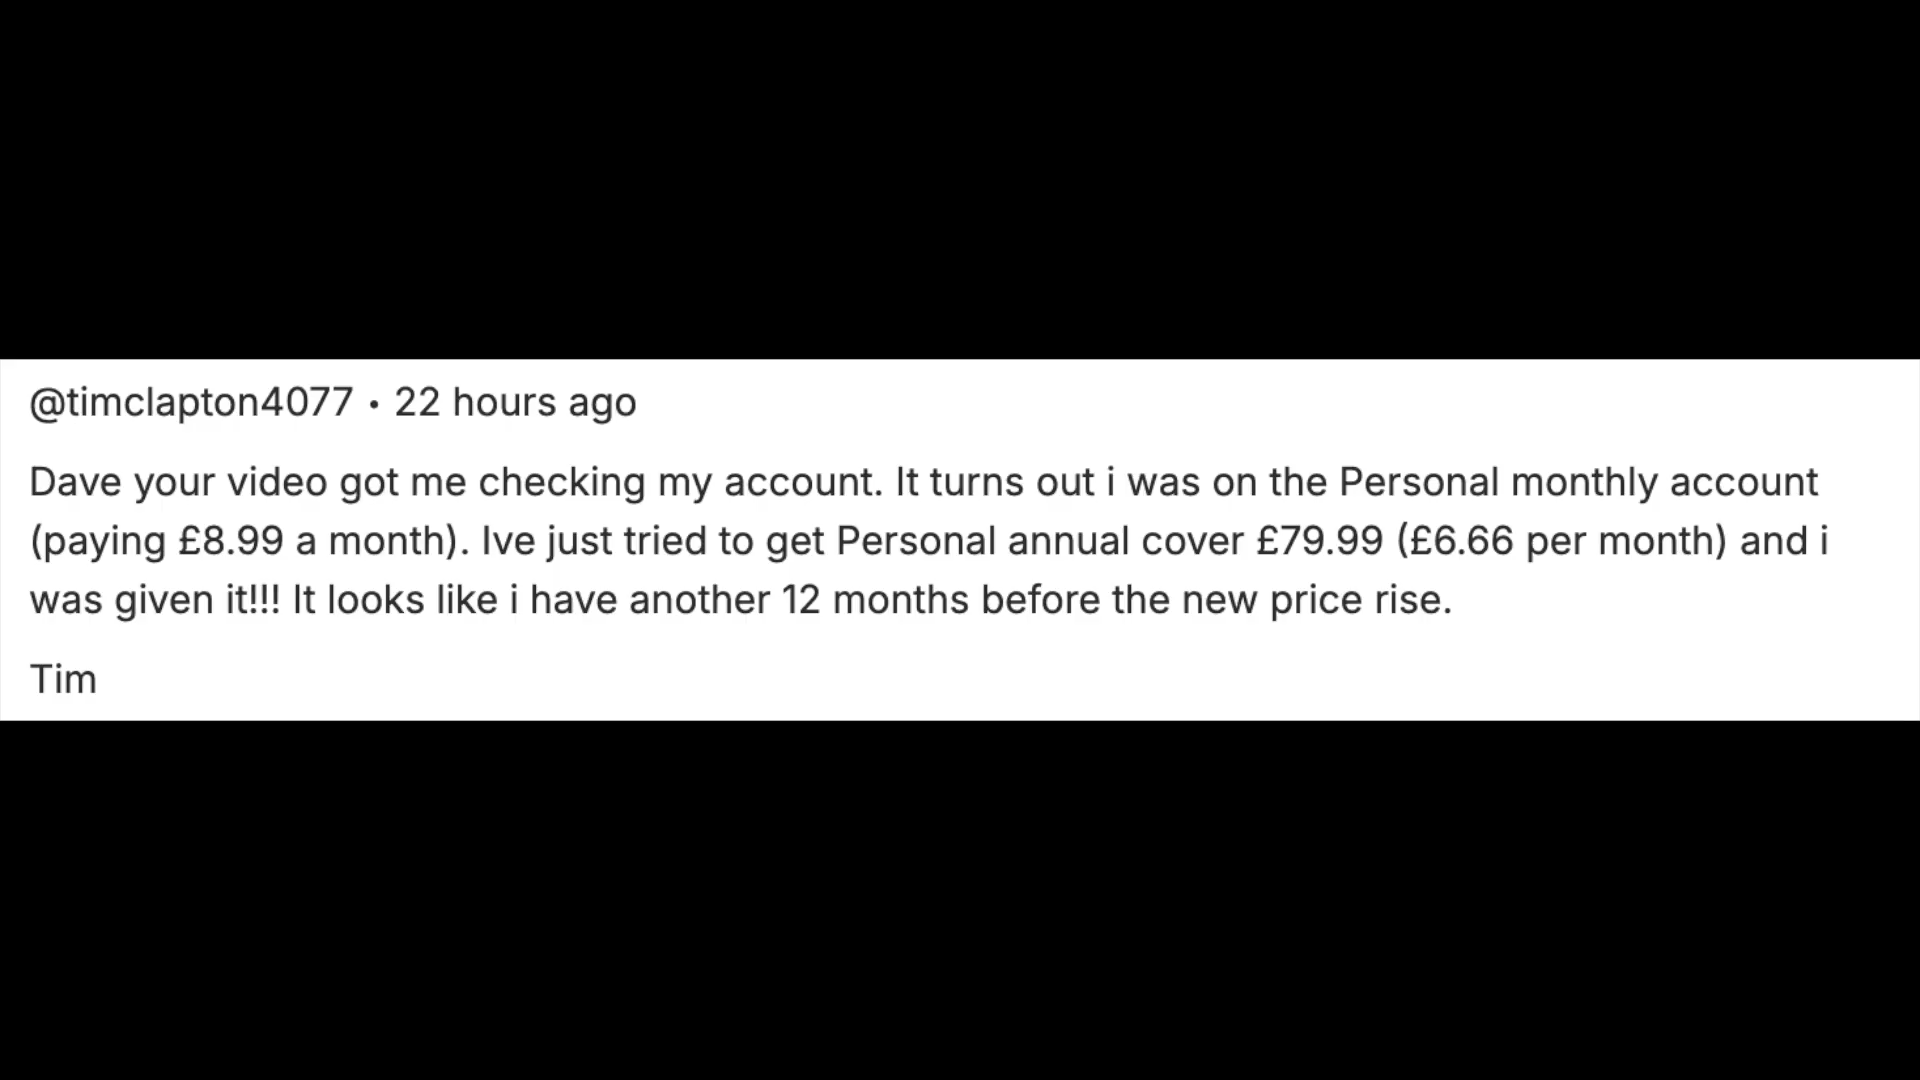 @timclapton4077 • 22 hours ago
Dave your video got me checking my account. It turns out i was on the Personal monthly account
(paying £8.99 a month). Ive just tried to get Personal annual cover £79.99 (£6.66 per month) and i
was given it!!! It looks like i have another 12 months before the new price rise.
Tim